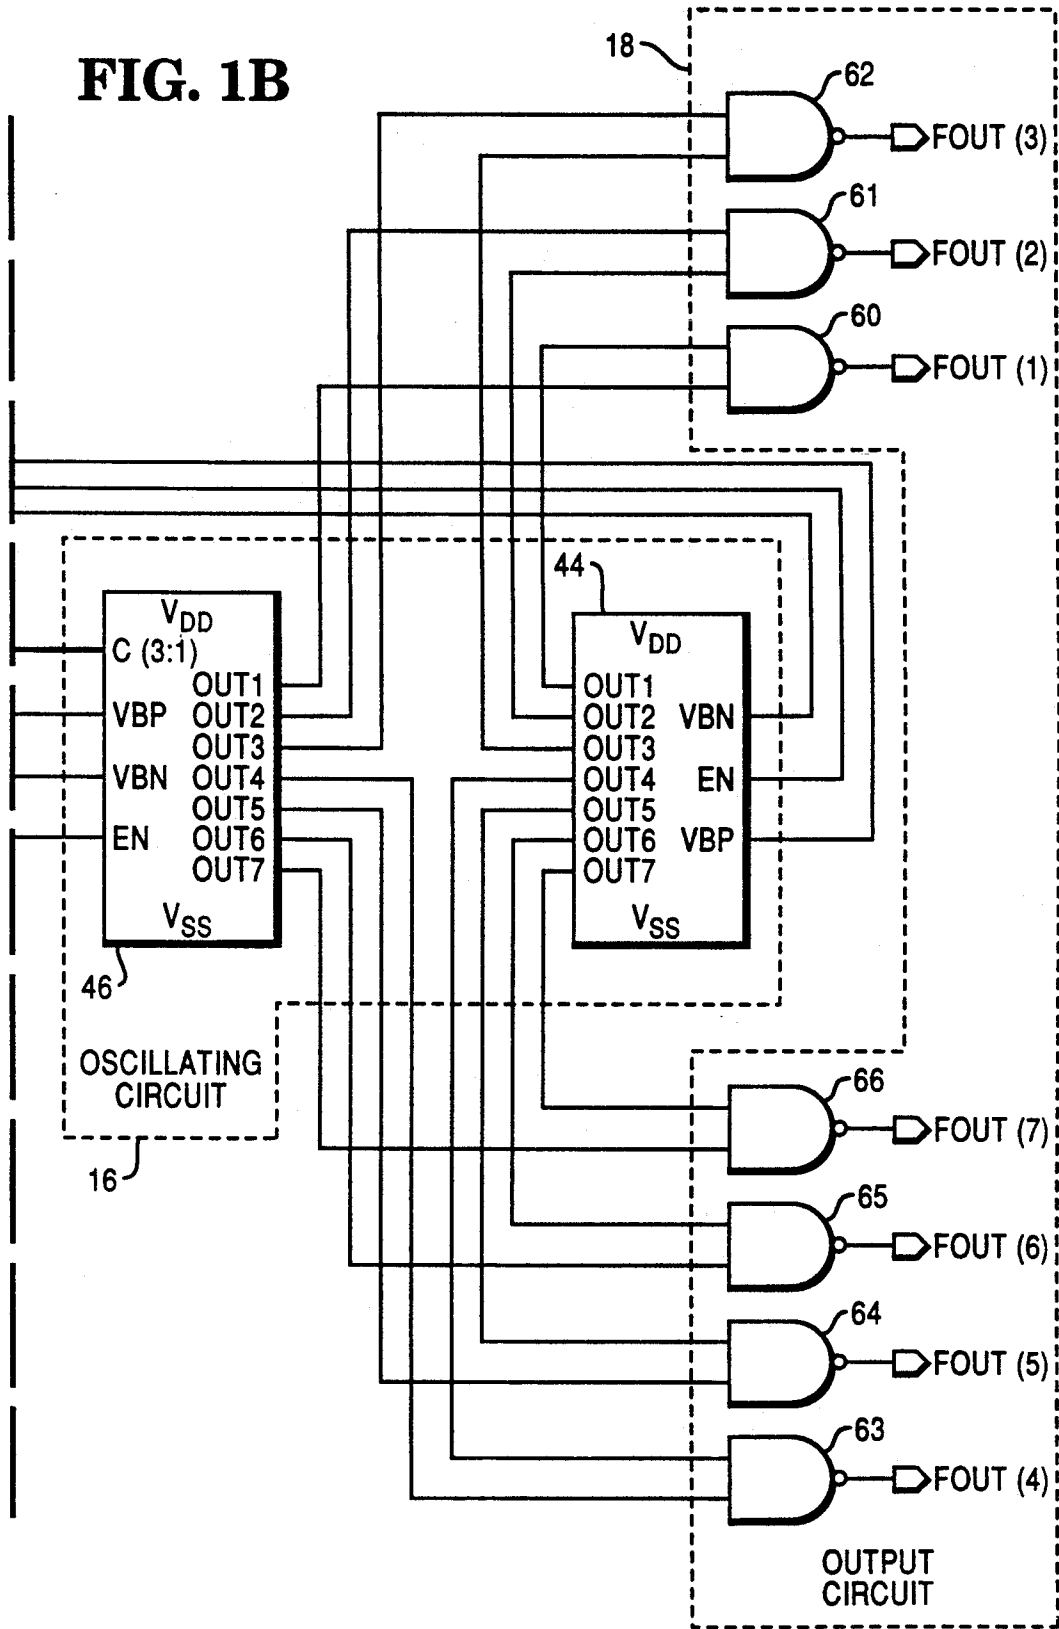 FIG. 1B
18
62
FOUT (3)
61
FOUT (2)
60
FOUT (1)
44
VDD
C (3:1)
VBP
VBN
EN
OUT1
OUT2
OUT3
OUT4
OUT5
OUT6
OUT7
VSS
46
VDD
OUT1
OUT2
OUT3
OUT4
OUT5
OUT6
OUT7
VBN
EN
VBP
VSS
OSCILLATING
CIRCUIT
16
66
FOUT (7)
65
FOUT (6)
64
FOUT (5)
63
FOUT (4)
OUTPUT
CIRCUIT